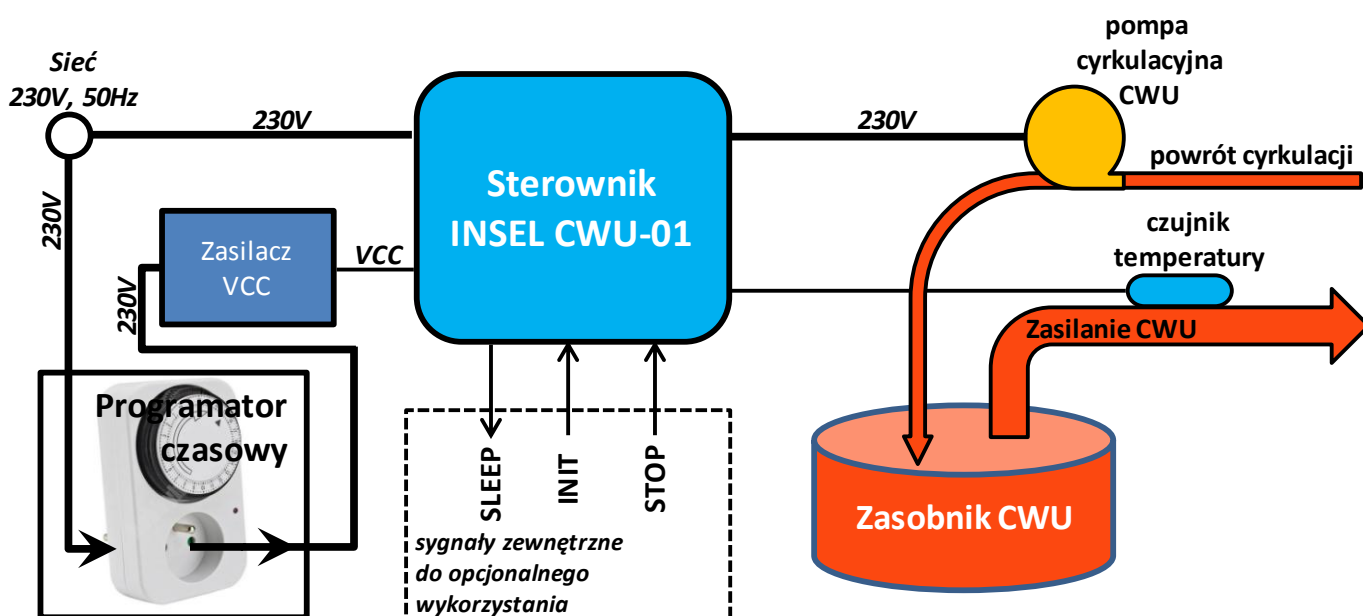 Sieć
230V, 50Hz
230V
230V
Zasilacz
VCC
VCC
230V
Programator
czasowy
Sterownik
INSEL CWU-01
SLEEP
INIT
STOP
sygnały zewnętrzne
do opcjonalnego
wykorzystania
230V
pompa
cyrkulacyjna
CWU
powrót cyrkulacji
czujnik
temperatury
Zasilanie CWU
Zasobnik CWU